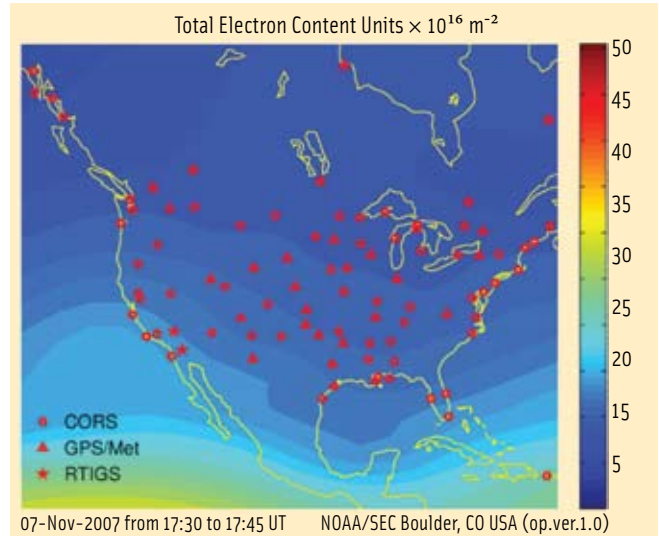 Total Electron Content Units × 10¹⁶ m⁻²
50
45
40
35
30
25
20
15
10
5
CORS
GPS/Met
RTIGS
07-Nov-2007 from 17:30 to 17:45 UT NOAA/SEC Boulder, CO USA (op.ver.1.0)